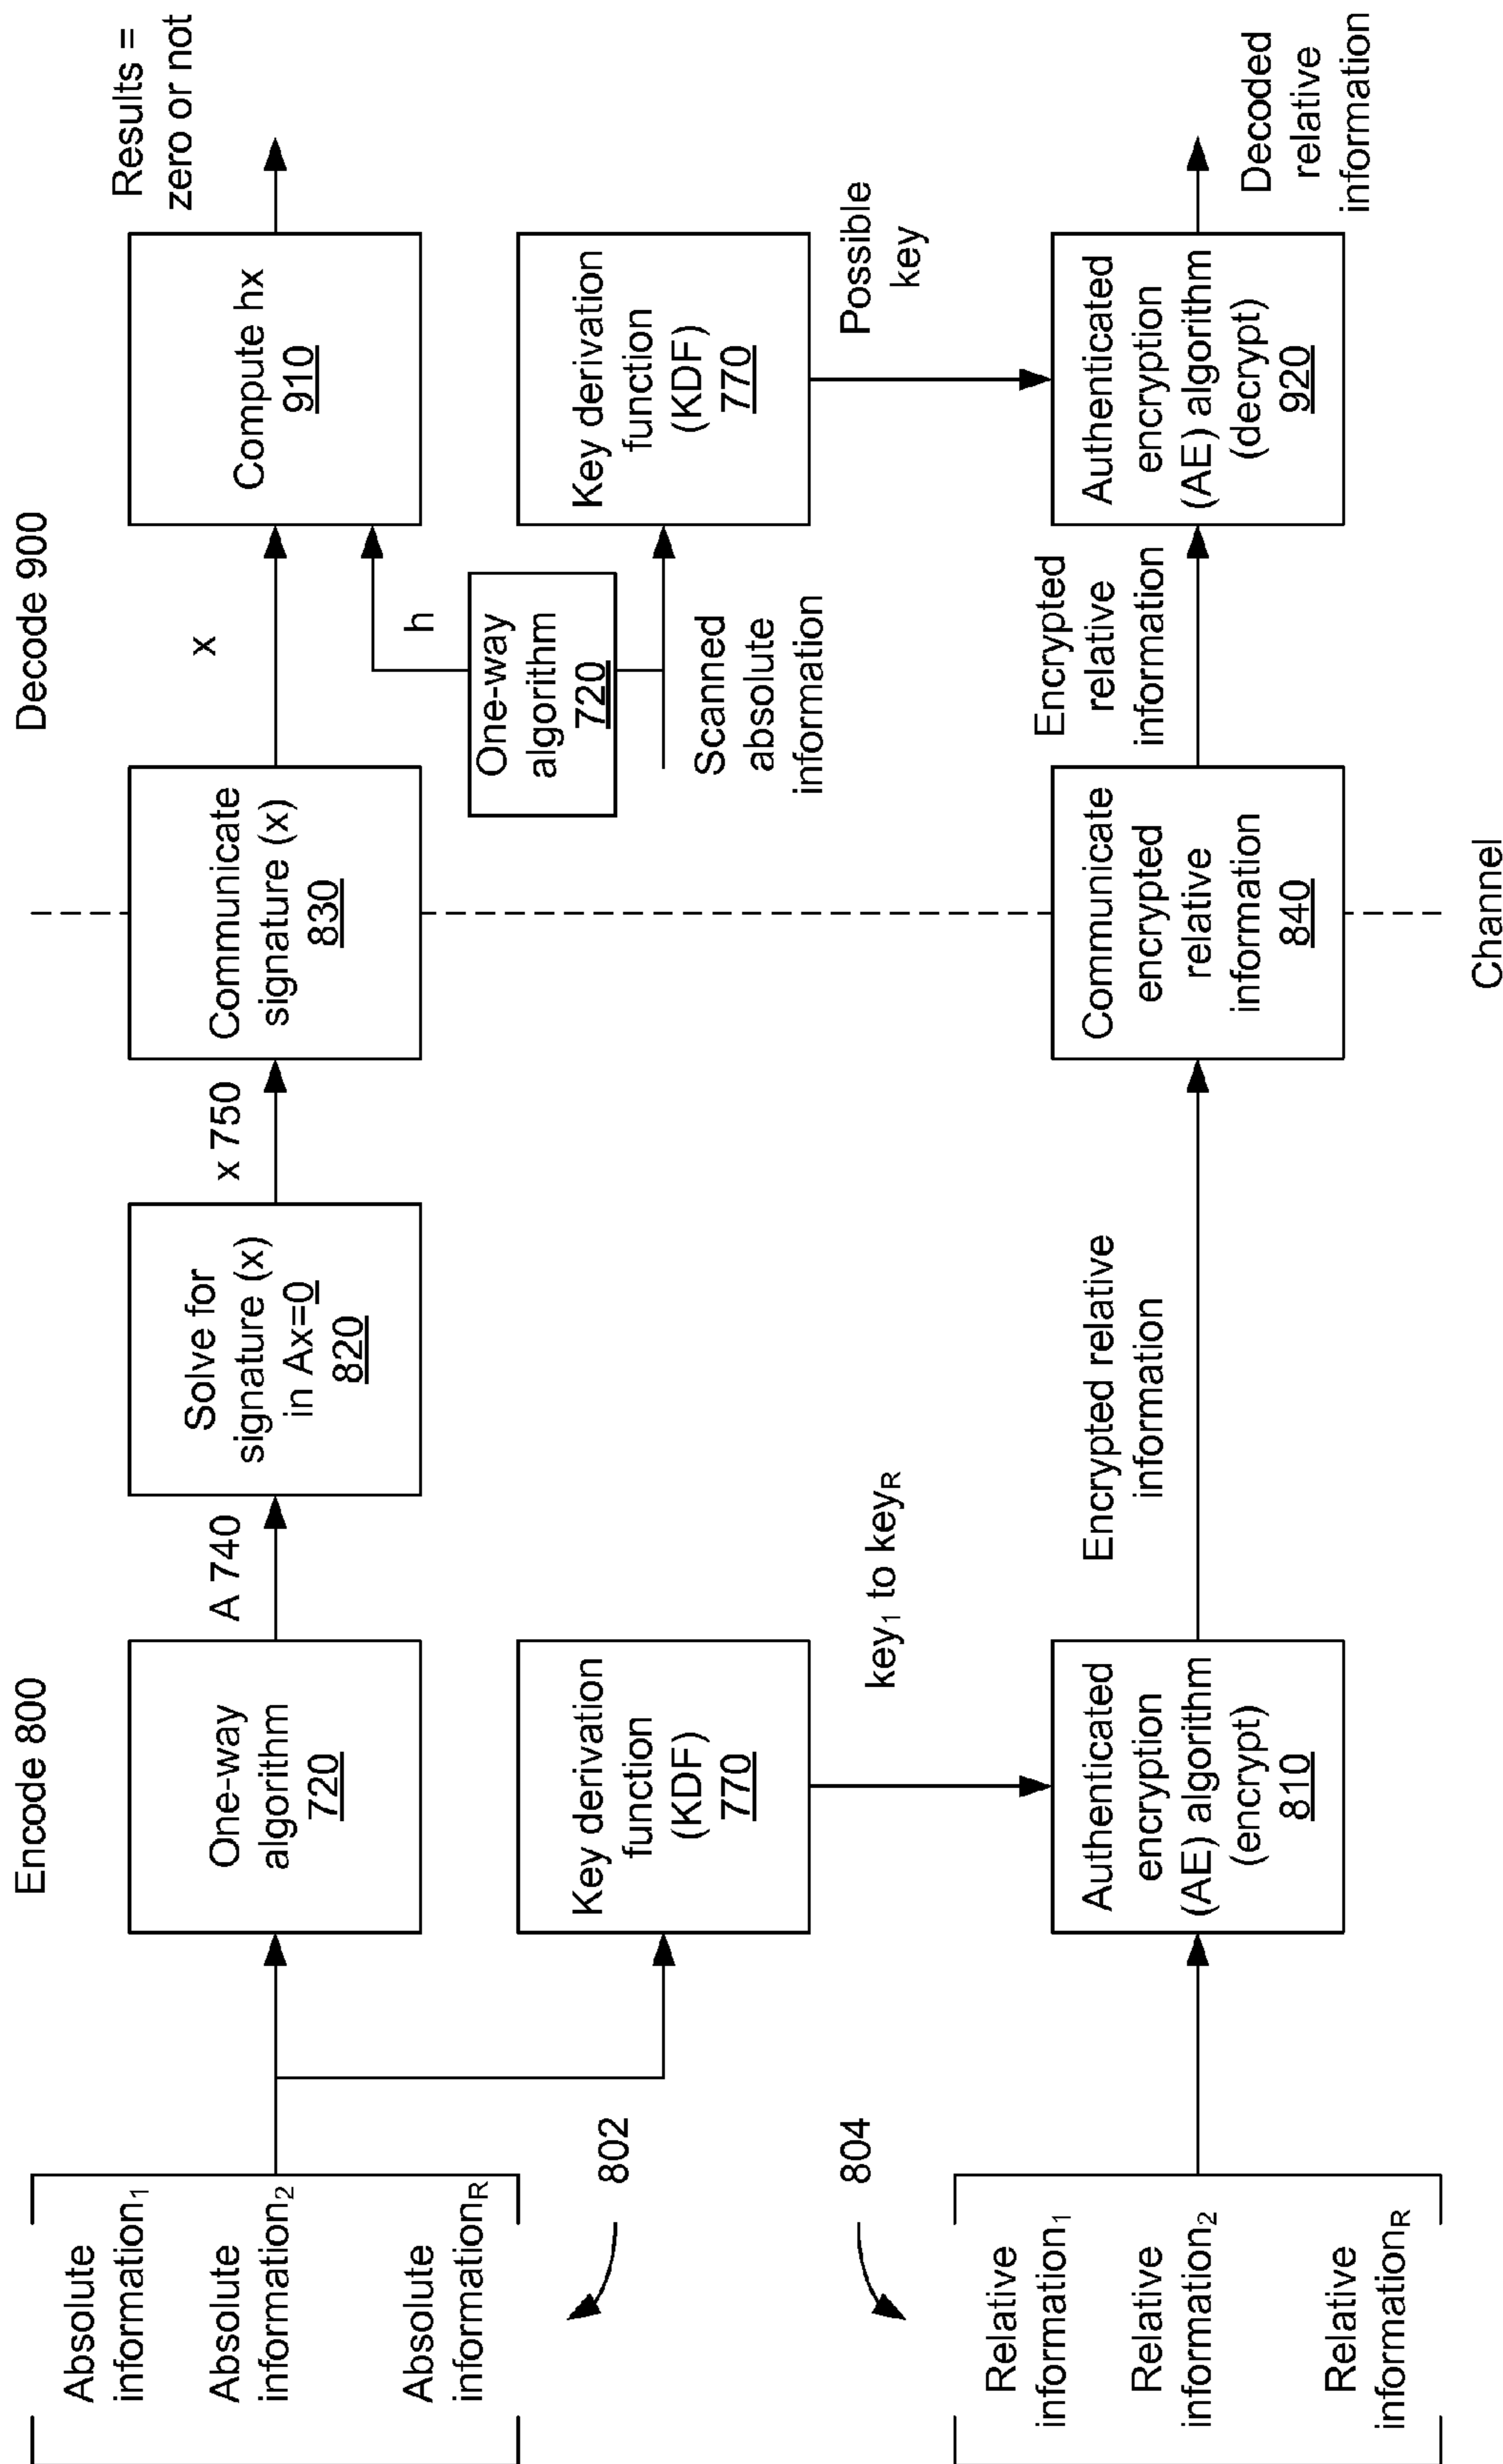 Encode 800
Decode 900
Absolute
information1
Absolute
information2
Absolute
informationR
802
One-way
algorithm
720
A 740
Solve for
signature (x)
in Ax=0
820
x 750
Communicate
signature (x)
830
x
Compute hx
910
Results =
zero or not
Key derivation
function
(KDF)
770
key1 to keyR
One-way
algorithm
720
h
Scanned
absolute
information
Key derivation
function
(KDF)
770
Possible
key
804
Relative
information1
Relative
information2
Relative
informationR
Authenticated
encryption
(AE) algorithm
(encrypt)
810
Encrypted relative
information
Communicate
encrypted
relative
information
840
Encrypted
relative
information
Authenticated
encryption
(AE) algorithm
(decrypt)
920
Decoded
relative
information
Channel